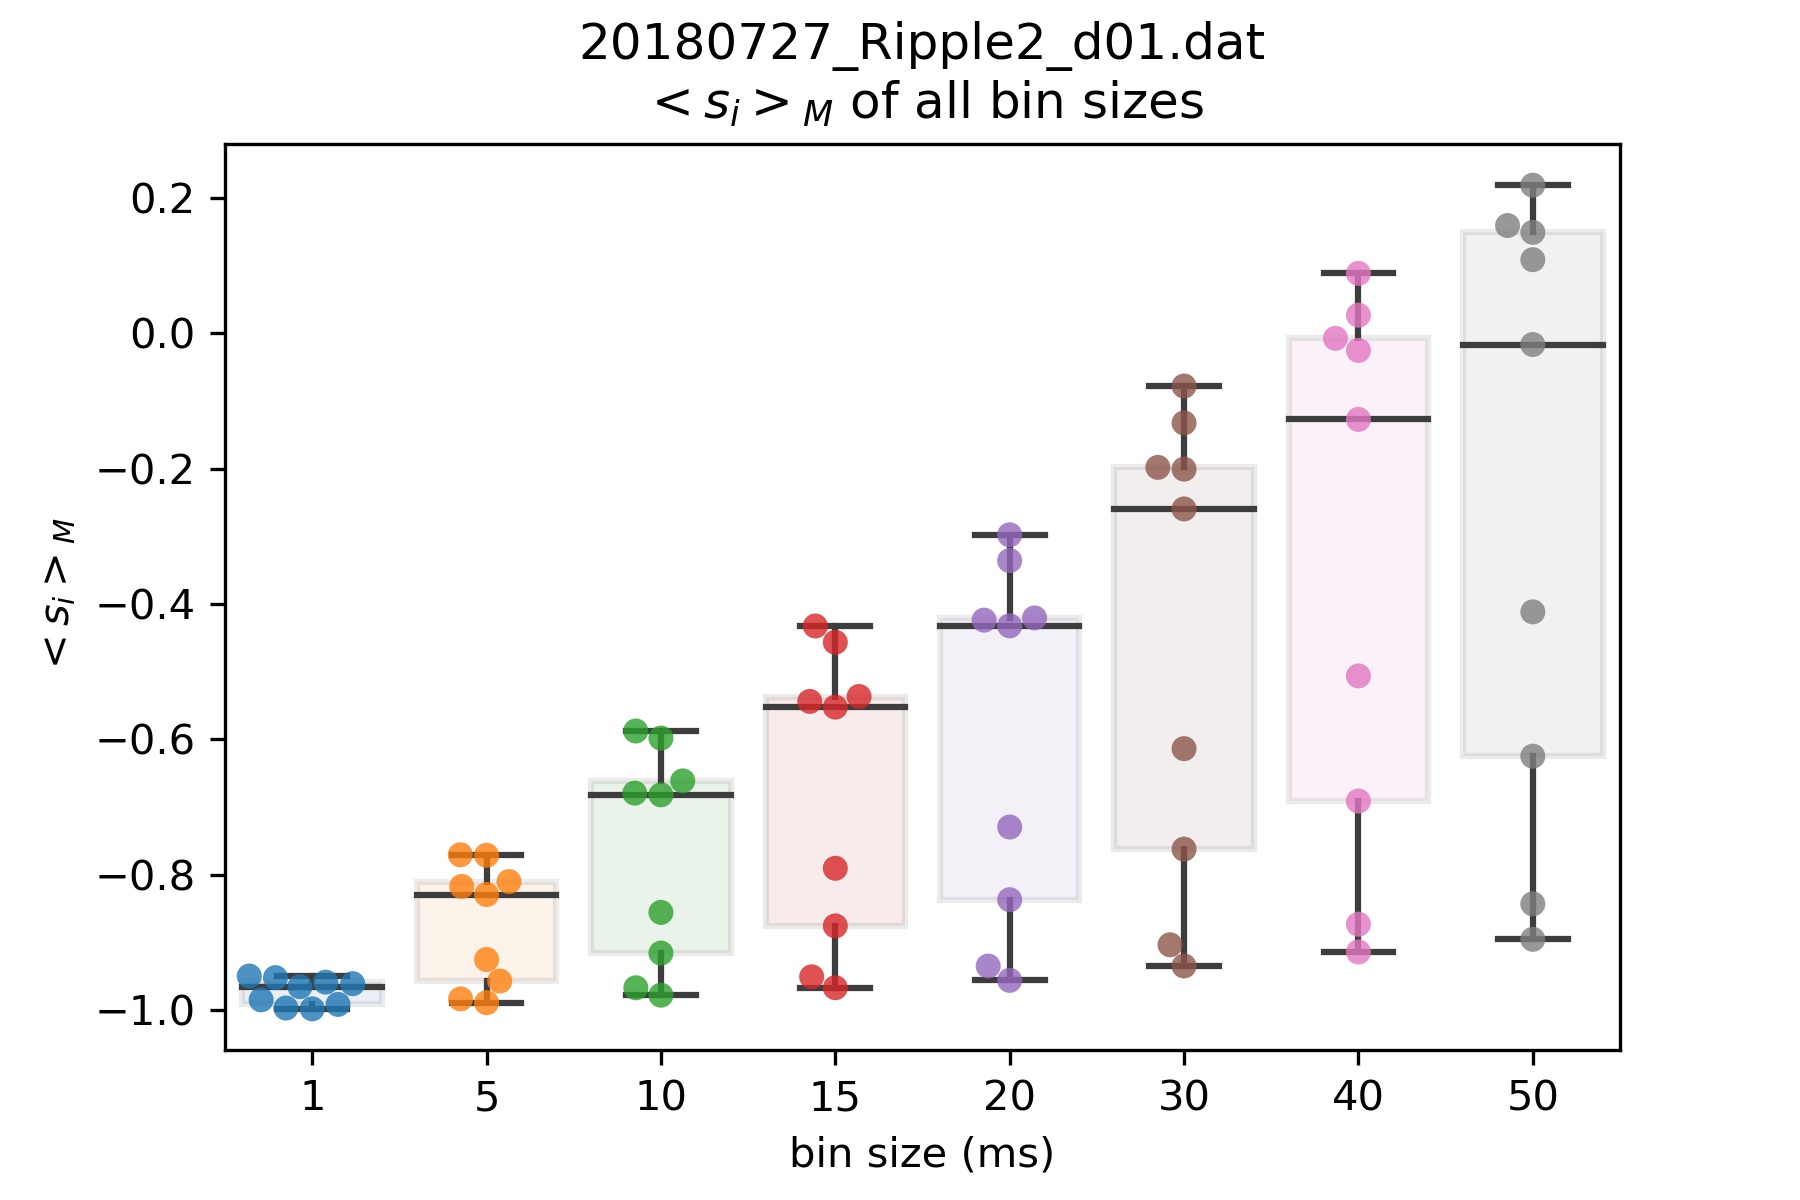 20180727_Ripple2_d01.dat
< s_i >_M of all bin sizes
0.2
0.0
−0.2
−0.4
−0.6
−0.8
−1.0
< s_i >_M
1 5 10 15 20 30 40 50
bin size (ms)